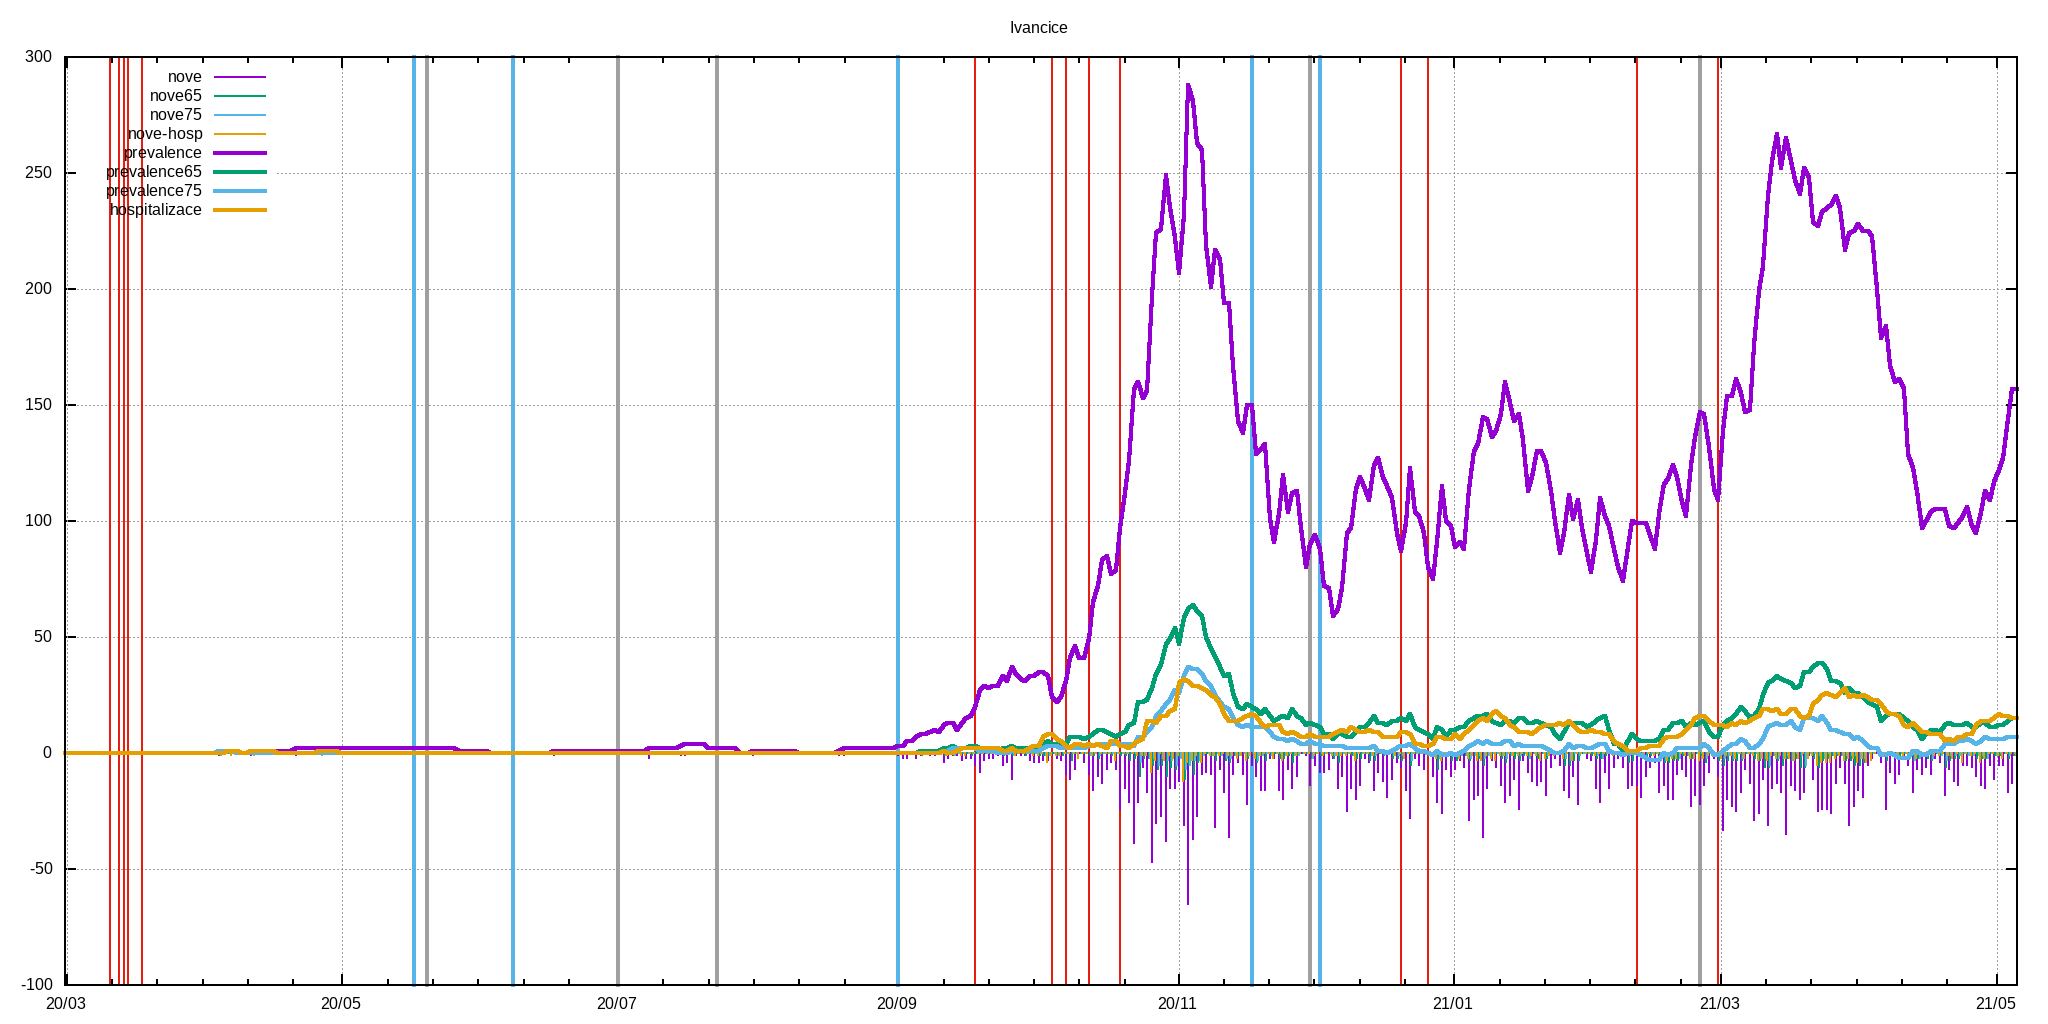 Ivancice
300
250
200
150
100
50
0
-50
-100
nove
nove65
nove75
nove-hosp
prevalence
prevalence65
prevalence75
hospitalizace
20/03 20/05 20/07 20/09 20/11 21/01 21/03 21/05